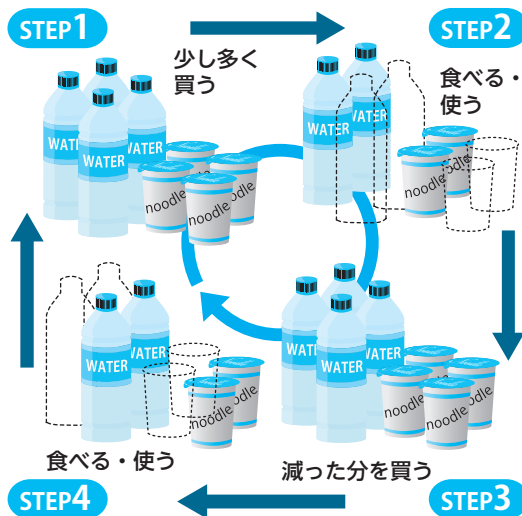 STEP1
少し多く
買う
WATER
WATER
WATER
noodle
noodle
noodle
STEP2
食べる・
使う
WATER
WATER
noodle
noodle
STEP3
減った分を買う
WATER
WATER
WATER
noodle
noodle
noodle
STEP4
食べる・使う
WATER
WATER
noodle
noodle